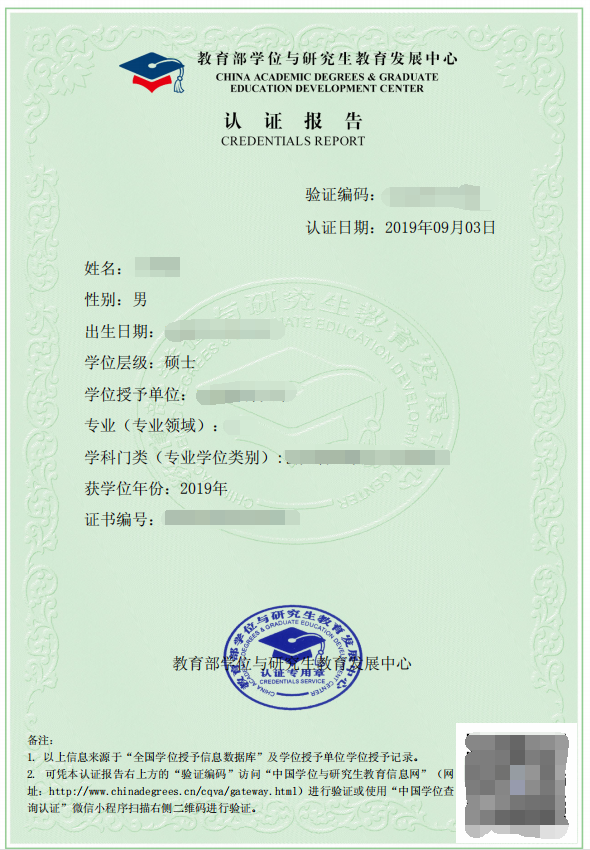 教育部学位与研究生教育发展中心
CHINA ACADEMIC DEGREES & GRADUATE
EDUCATION DEVELOPMENT CENTER
认 证 报 告
CREDENTIALS REPORT
验证编码：
认证日期：2019年09月03日
姓名：
性别：男
出生日期：
学位层级：硕士
学位授予单位：
专业（专业领域）：
学科门类（专业学位类别）：
获学位年份：2019年
证书编号：
教育部学位与研究生教育发展中心
CHINA ACADEMIC DEGREES & GRADUATE EDUCATION DEVELOPMENT CENTER
教育部学位与研究生教育发展中心
认证专用章
CREDENTIALS SERVICE
备注：
1. 以上信息来源于“全国学位授予信息数据库”及学位授予单位学位授予记录。
2. 可凭本认证报告右上方的“验证编码”访问“中国学位与研究生教育信息网”（网
址：http://www.chinadegrees.cn/cqva/gateway.html）进行验证或使用“中国学位查
询认证”微信小程序扫描右侧二维码进行验证。